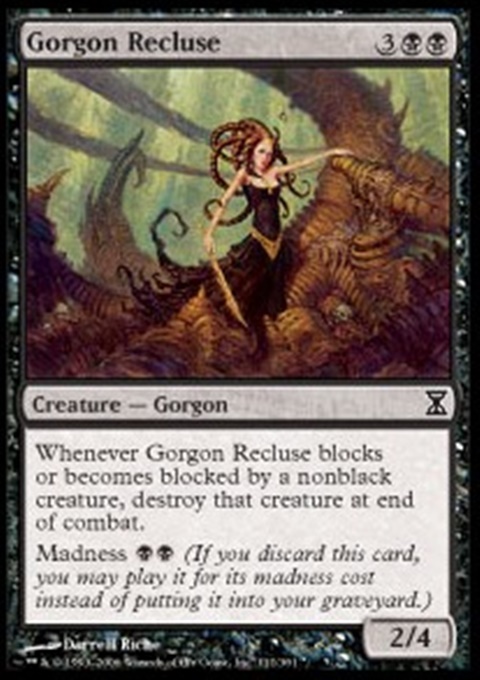 Gorgon Recluse 3
Creature — Gorgon
Whenever Gorgon Recluse blocks
or becomes blocked by a nonblack
creature, destroy that creature at end
of combat.
Madness (If you discard this card,
you may play it for its madness cost
instead of putting it into your graveyard.)
2/4
Darrell Riche